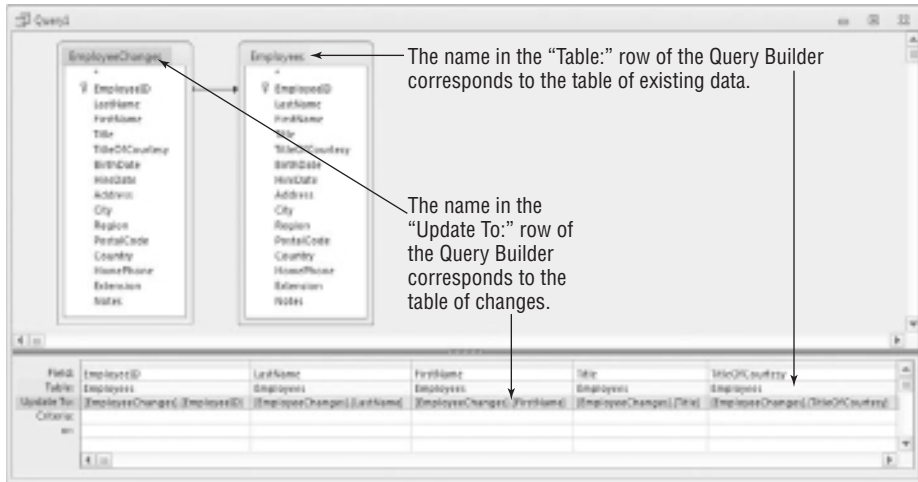 Query1
EmployeeChanges
Employees
The name in the “Table:” row of the Query Builder
corresponds to the table of existing data.
*
EmployeeID
LastName
FirstName
Title
TitleOfCourtesy
BirthDate
HireDate
Address
City
Region
PostalCode
Country
HomePhone
Extension
Notes
*
EmployeeID
LastName
FirstName
Title
TitleOfCourtesy
BirthDate
HireDate
Address
City
Region
PostalCode
Country
HomePhone
Extension
Notes
The name in the
“Update To:” row of
the Query Builder
corresponds to the
table of changes.
Field: EmployeeID LastName FirstName Title TitleOfCourtesy
Table: Employees Employees Employees Employees Employees
Update To: [EmployeeChanges].[EmployeeID] [EmployeeChanges].[LastName] [EmployeeChanges].[FirstName] [EmployeeChanges].[Title] [EmployeeChanges].[TitleOfCourtesy]
Criteria:
or: